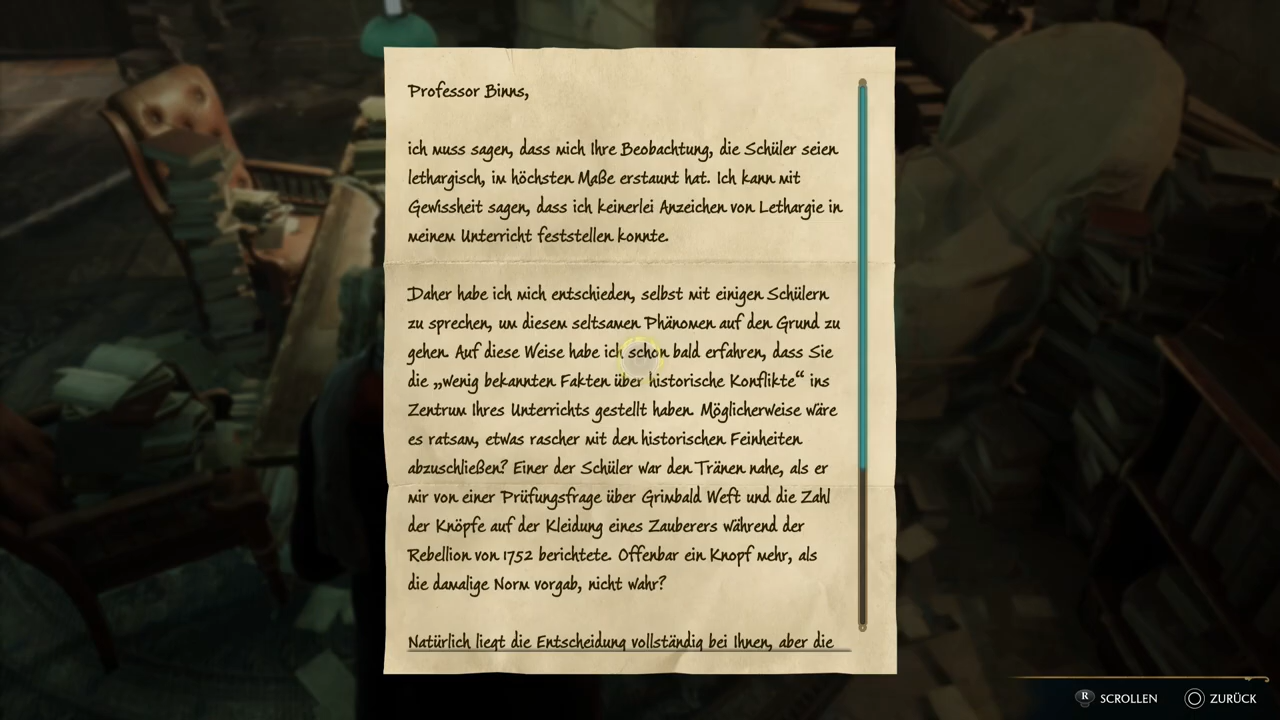 Professor Binns,
ich muss sagen, dass mich Ihre Beobachtung, die Schüler seien
lethargisch, im höchsten Maße erstaunt hat. Ich kann mit
Gewissheit sagen, dass ich keinerlei Anzeichen von Lethargie in
meinem Unterricht feststellen konnte.
Daher habe ich mich entschieden, selbst mit einigen Schülern
zu sprechen, um diesem seltsamen Phänomen auf den Grund zu
gehen. Auf diese Weise habe ich schon bald erfahren, dass Sie
die „wenig bekannten Fakten über historische Konflikte“ ins
Zentrum Ihres Unterrichts gestellt haben. Möglicherweise wäre
es ratsam, etwas rascher mit den historischen Feinheiten
abzuschließen? Einer der Schüler war den Tränen nahe, als er
mir von einer Prüfungsfrage über Grimbald Weft und die Zahl
der Knöpfe auf der Kleidung eines Zauberers während der
Rebellion von 1752 berichtete. Offenbar ein Knopf mehr, als
die damalige Norm vorgab, nicht wahr?
Natürlich liegt die Entscheidung vollständig bei Ihnen, aber die
R SCROLLEN
ZURÜCK